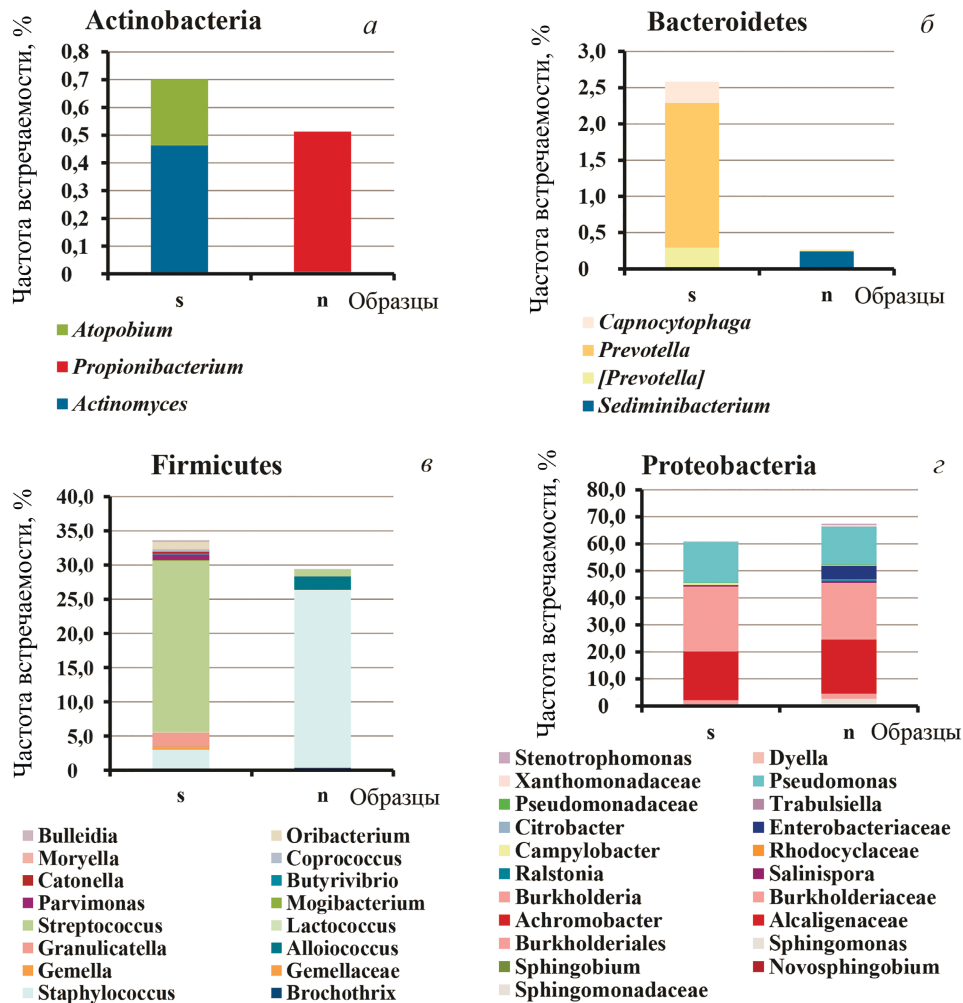 Actinobacteria
а
Частота встречаемости, %
0,8
0,7
0,6
0,5
0,4
0,3
0,2
0,1
0
s
n
Образцы
Atopobium
Propionibacterium
Actinomyces
Bacteroidetes
б
Частота встречаемости, %
3,0
2,5
2,0
1,5
1,0
0,5
0
s
n
Образцы
Capnocytophaga
Prevotella
[Prevotella]
Sediminibacterium
Firmicutes
в
Частота встречаемости, %
40,0
35,0
30,0
25,0
20,0
15,0
10,0
5,0
0
s
n
Образцы
Bulleidia
Moryella
Catonella
Parvimonas
Streptococcus
Granulicatella
Gemella
Staphylococcus
Oribacterium
Coprococcus
Butyrivibrio
Mogibacterium
Lactococcus
Alloiococcus
Gemellaceae
Brochothrix
Proteobacteria
г
Частота встречаемости, %
80,0
70,0
60,0
50,0
40,0
30,0
20,0
10,0
0
s
n
Образцы
Stenotrophomonas
Xanthomonadaceae
Pseudomonadaceae
Citrobacter
Campylobacter
Ralstonia
Burkholderia
Achromobacter
Burkholderiales
Sphingobium
Sphingomonadaceae
Dyella
Pseudomonas
Trabulsiella
Enterobacteriaceae
Rhodocyclaceae
Salinispora
Burkholderiaceae
Alcaligenaceae
Sphingomonas
Novosphingobium